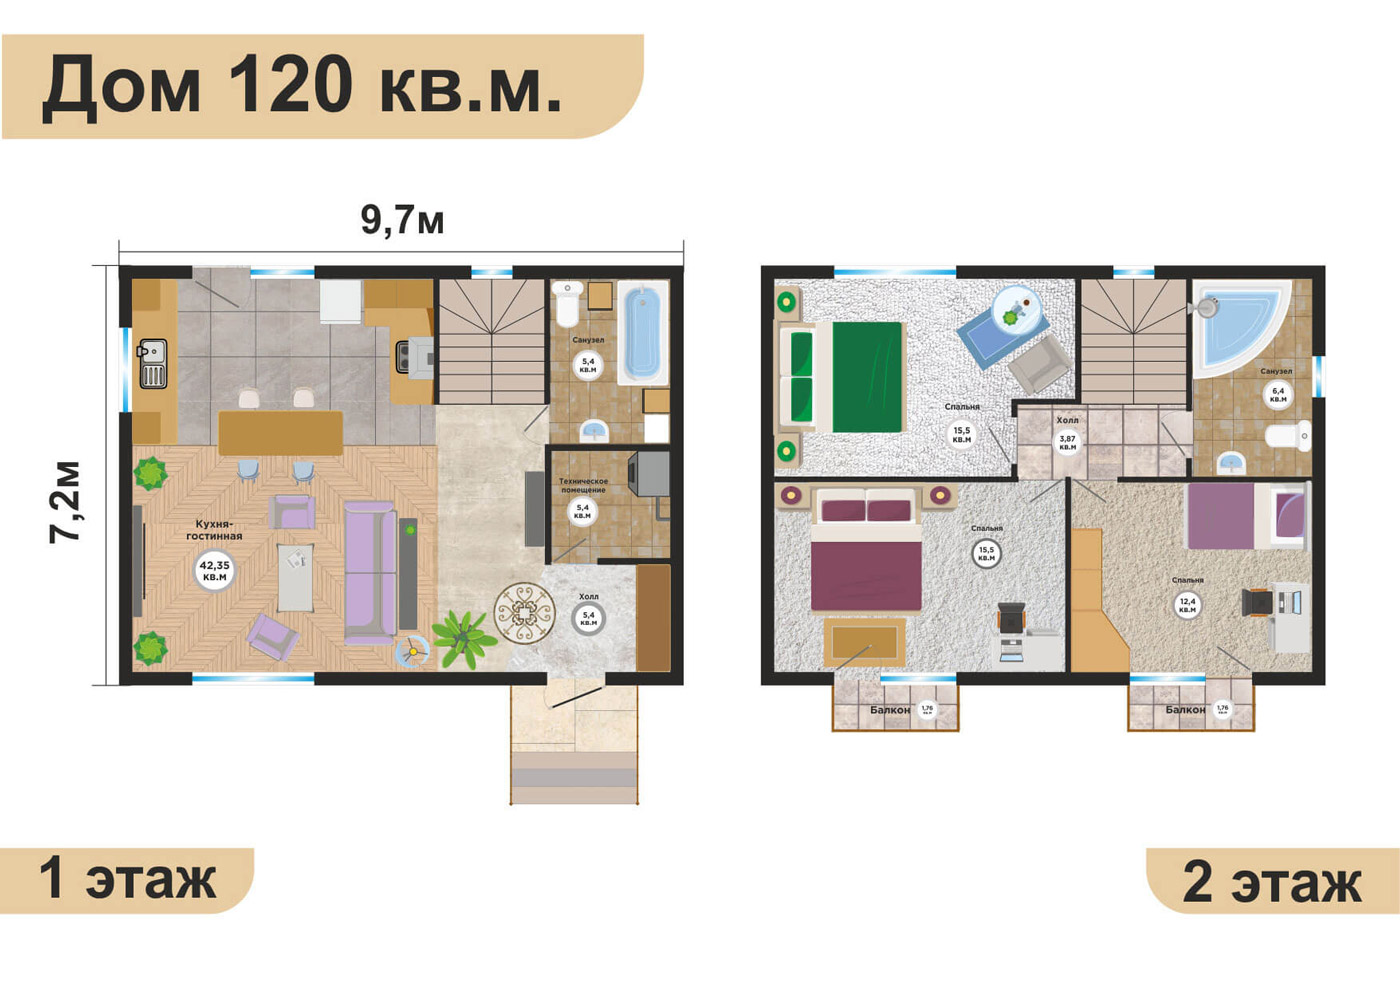 Дом 120 кв.м.
9,7м
7,2м
Санузел
5,4
кв.м
Техническое
помещение
5,4
кв.м
Кухня-
гостинная
42,35
кв.м
Холл
5,4
кв.м
Спальня
15,5
кв.м
Холл
3,87
кв.м
Санузел
6,4
кв.м
Спальня
15,5
кв.м
Спальня
12,4
кв.м
Балкон
1,76
кв.м
Балкон
1,76
кв.м
1 этаж
2 этаж